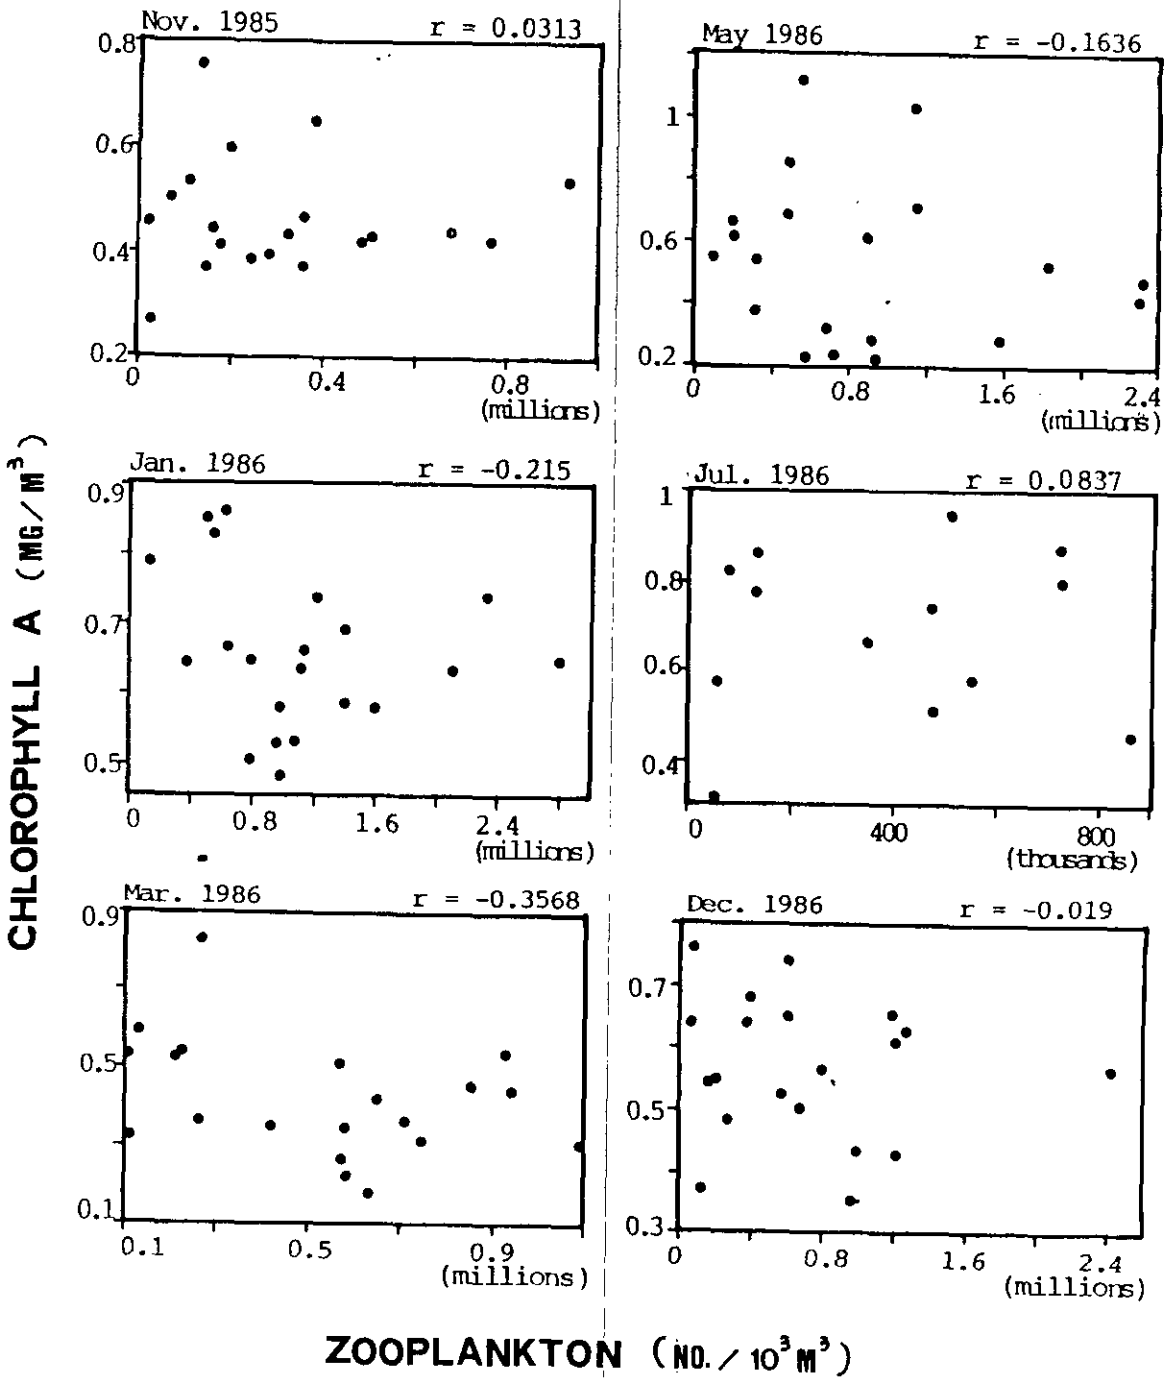 Nov. 1985 r = 0.0313
0.8
0.6
0.4
0.2
0 0.4 0.8
(millions)
May 1986 r = -0.1636
1
0.6
0.2
0 0.8 1.6 2.4
(millions)
Jan. 1986 r = -0.215
0.9
0.7
0.5
0 0.8 1.6 2.4
(millions)
Jul. 1986 r = 0.0837
1
0.8
0.6
0.4
0 400 800
(thousands)
Mar. 1986 r = -0.3568
0.9
0.5
0.1
0.1 0.5 0.9
(millions)
Dec. 1986 r = -0.019
0.7
0.5
0.3
0 0.8 1.6 2.4
(millions)
CHLOROPHYLL A (MG/M³)
ZOOPLANKTON (NO./10³M³)